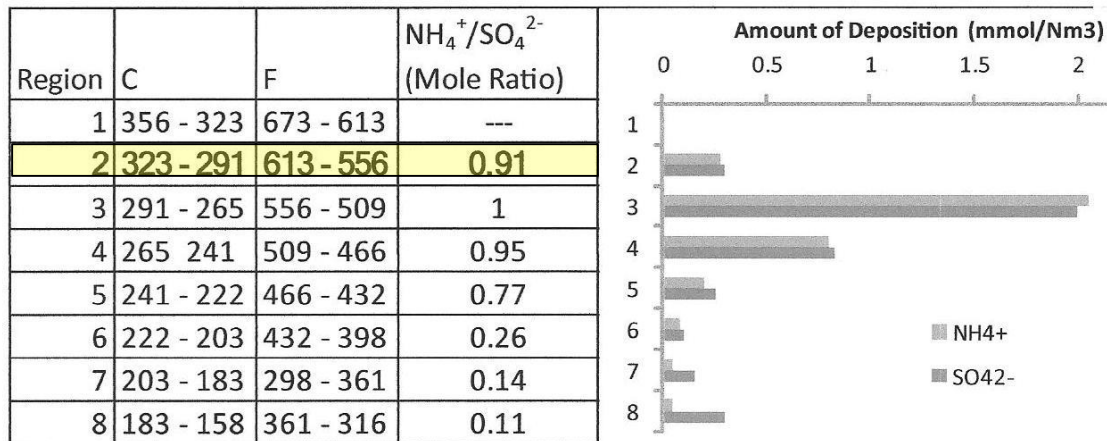 Region C F NH₄⁺/SO₄²⁻ (Mole Ratio)
1 356 - 323 673 - 613 ---
2 323 - 291 613 - 556 0.91
3 291 - 265 556 - 509 1
4 265 241 509 - 466 0.95
5 241 - 222 466 - 432 0.77
6 222 - 203 432 - 398 0.26
7 203 - 183 298 - 361 0.14
8 183 - 158 361 - 316 0.11
Amount of Deposition (mmol/Nm3)
0 0.5 1 1.5 2
1
2
3
4
5
6
7
8
NH4+
SO42-